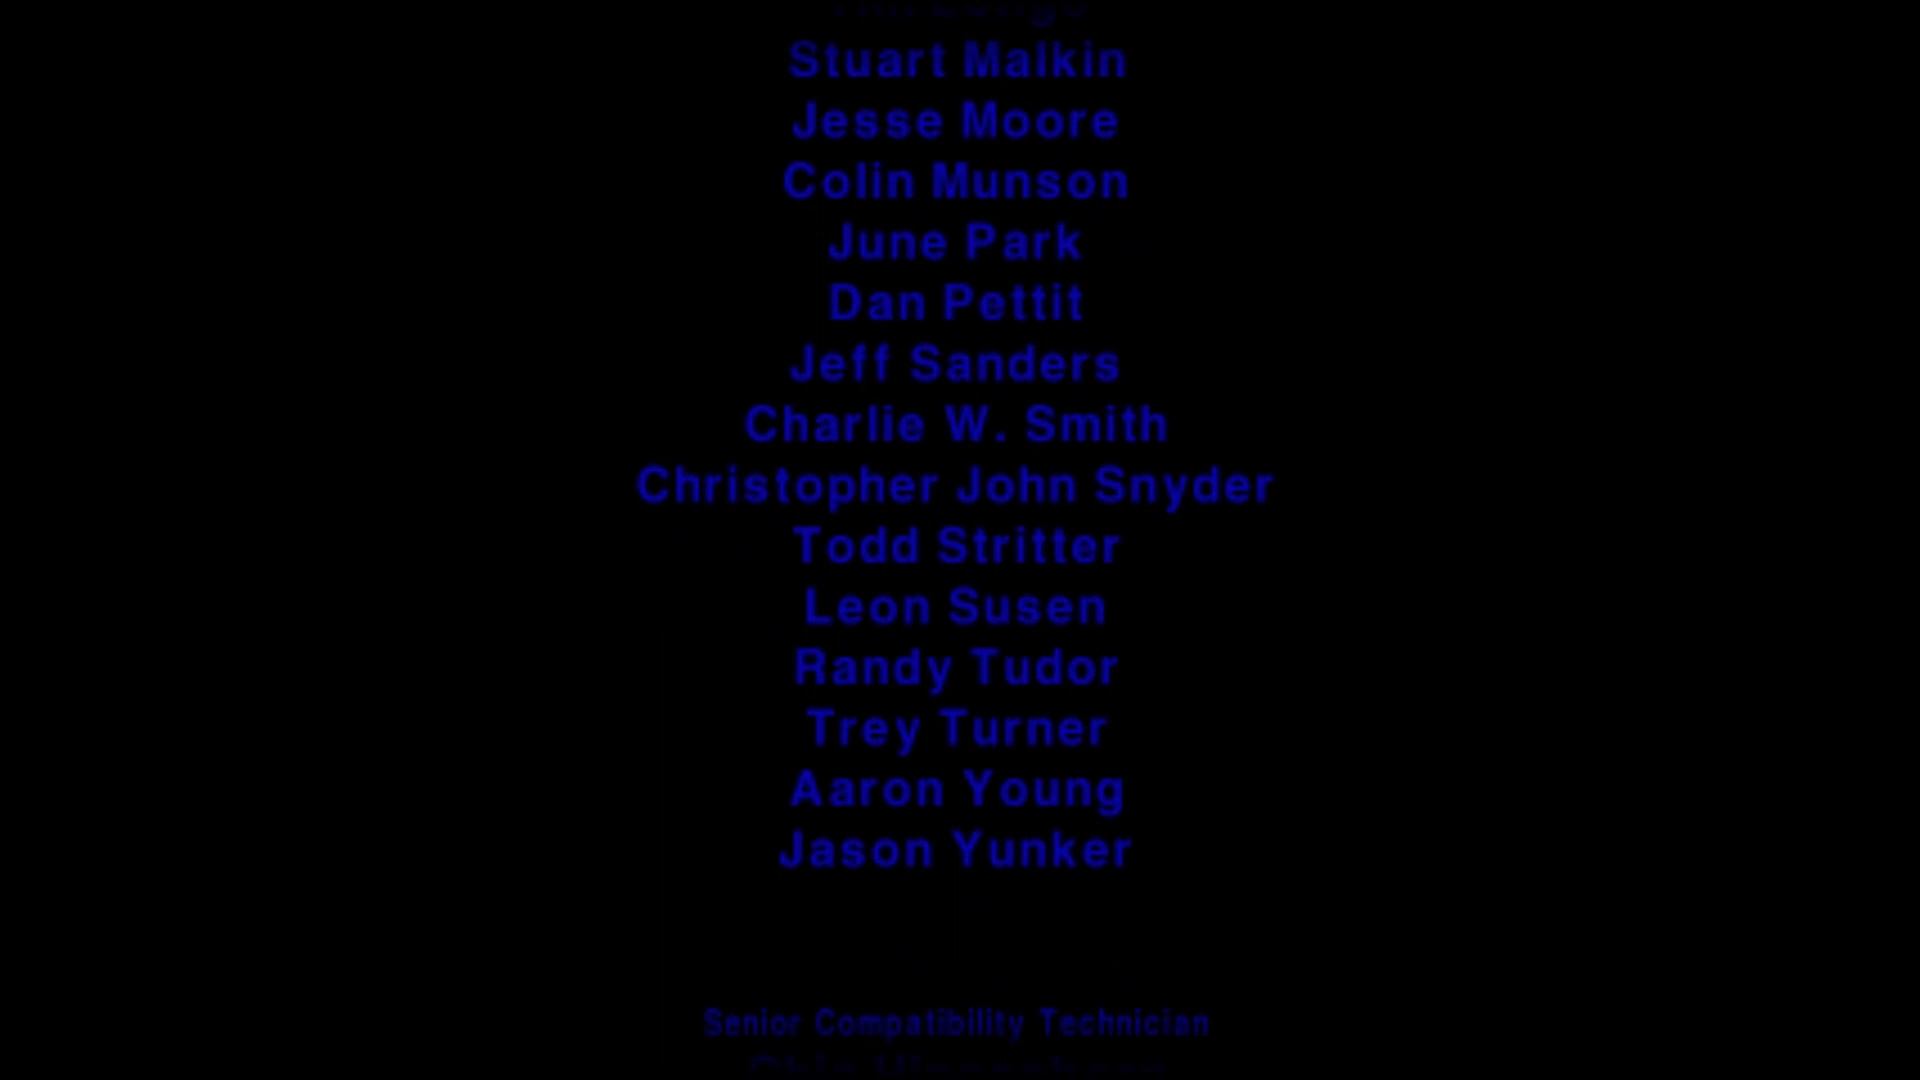 Stuart Malkin
Jesse Moore
Colin Munson
June Park
Dan Pettit
Jeff Sanders
Charlie W. Smith
Christopher John Snyder
Todd Stritter
Leon Susen
Randy Tudor
Trey Turner
Aaron Young
Jason Yunker
Senior Compatibility Technician